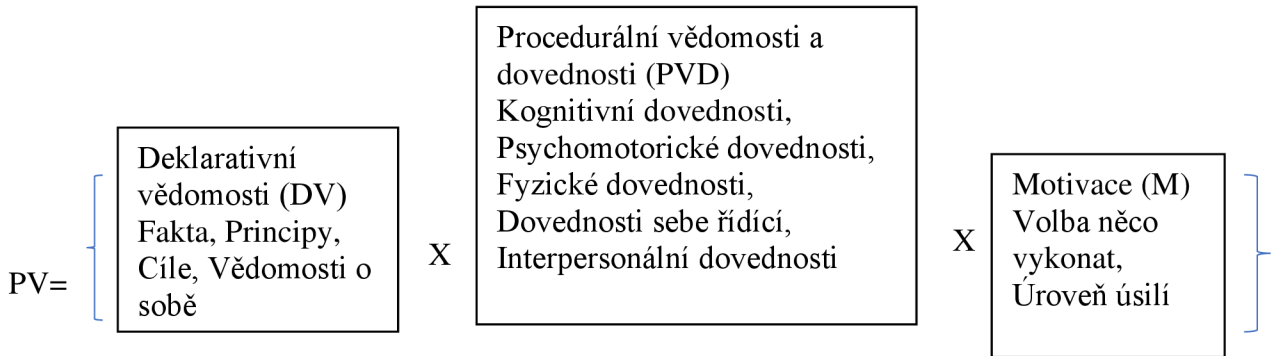 PV=
Deklarativní
vědomosti (DV)
Fakta, Principy,
Cíle, Vědomosti o
sobě
X
Procedurální vědomosti a
dovednosti (PVD)
Kognitivní dovednosti,
Psychomotorické dovednosti,
Fyzické dovednosti,
Dovednosti sebe řídící,
Interpersonální dovednosti
X
Motivace (M)
Volba něco
vykonat,
Úroveň úsilí